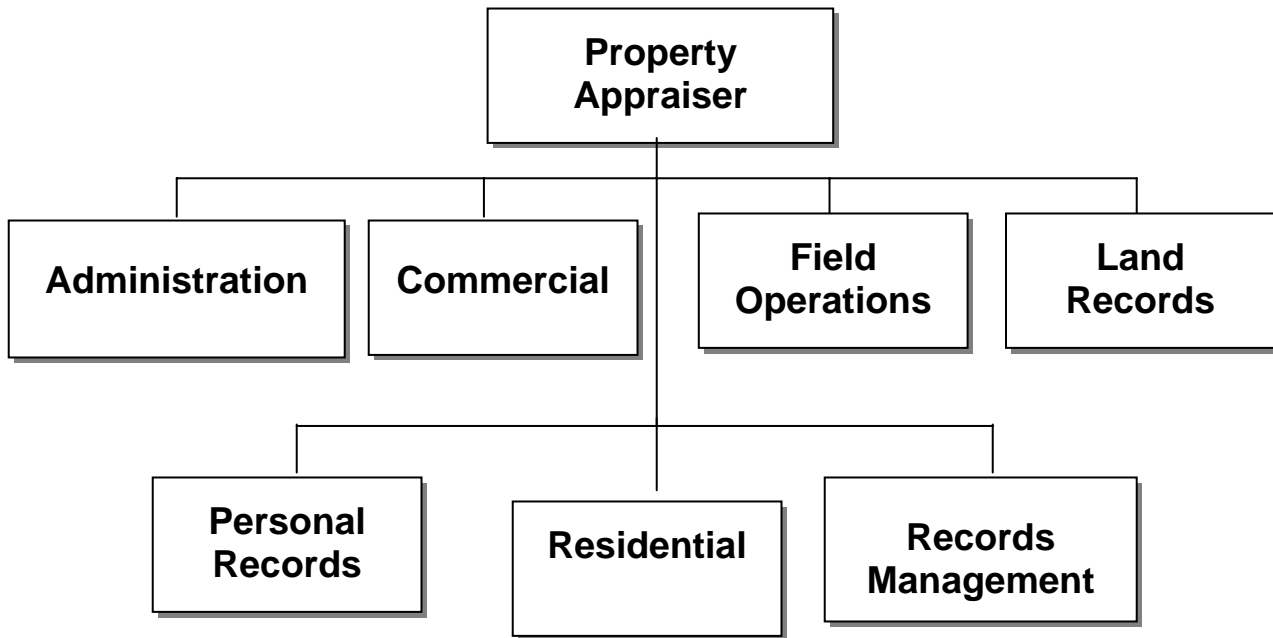 Property
Appraiser
Administration
Commercial
Field
Operations
Land
Records
Personal
Records
Residential
Records
Management